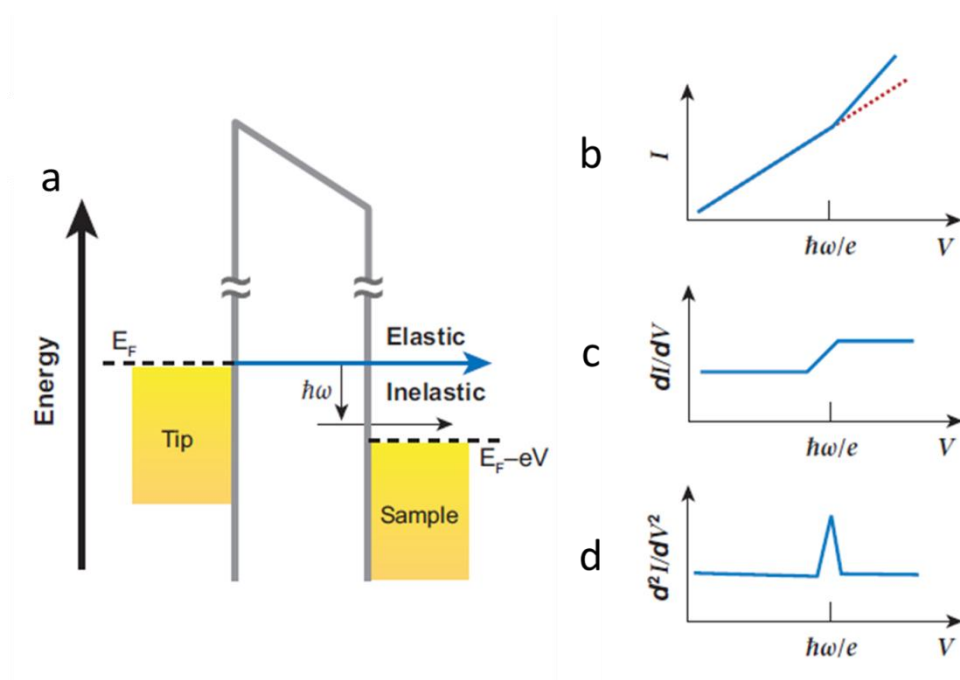 a
Energy
E_F
Elastic
ħω
Inelastic
Tip
E_F–eV
Sample
b
I
ħω/e
V
c
dI/dV
ħω/e
V
d
d²I/dV²
ħω/e
V